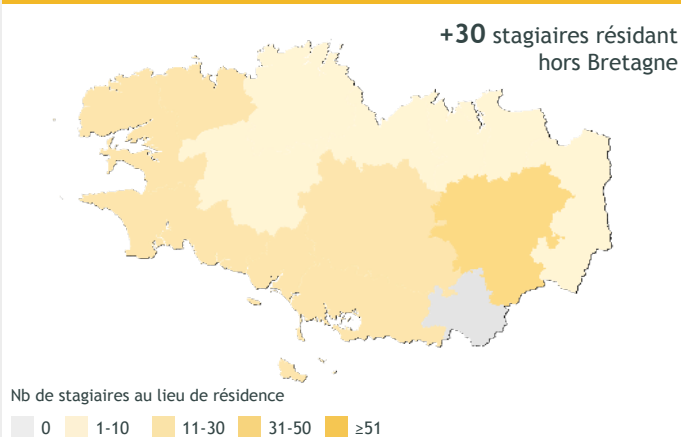 +30 stagiaires résidant
hors Bretagne
Nb de stagiaires au lieu de résidence
0 1-10 11-30 31-50 ≥51